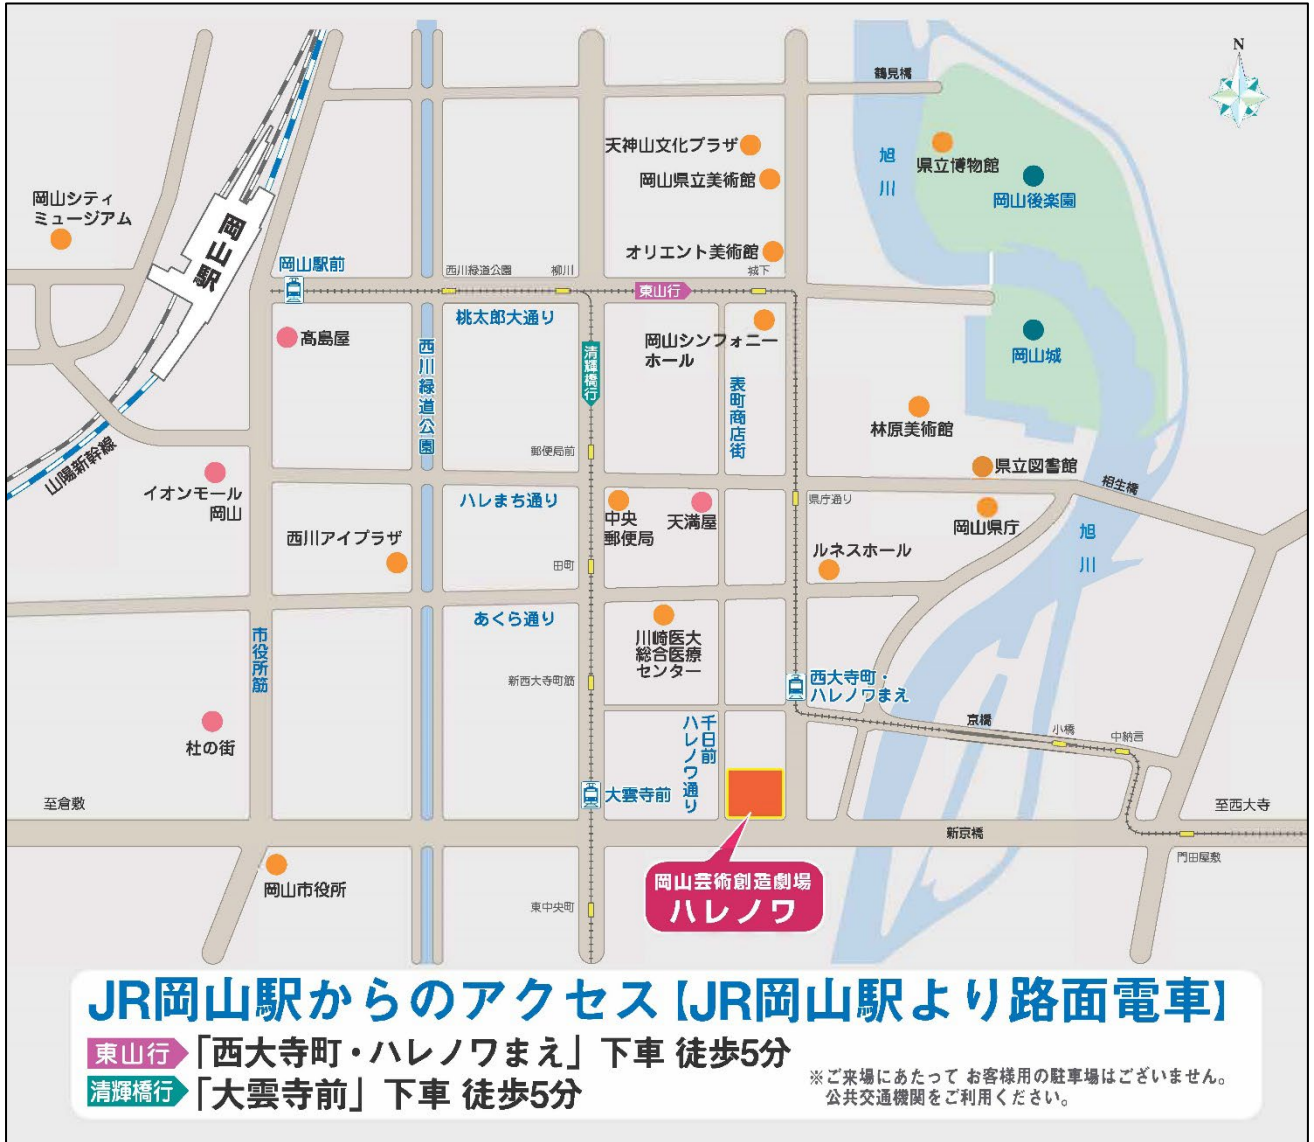 N
鶴見橋
天神山文化プラザ
旭川
県立博物館
岡山県立美術館
岡山後楽園
岡山シティ
ミュージアム
岡山駅
オリエント美術館
岡山駅前
西川緑道公園
柳川
城下
東山行
桃太郎大通り
岡山シンフォニー
ホール
髙島屋
西川緑道公園
清輝橋行
岡山城
表町商店街
林原美術館
郵便局前
山陽新幹線
県立図書館
相生橋
イオンモール
岡山
ハレまち通り
中央
郵便局
天満屋
県庁通り
岡山県庁
旭川
西川アイプラザ
田町
ルネスホール
あくら通り
市役所筋
川崎医大
総合医療
センター
新西大寺町筋
西大寺町・
ハレノワまえ
杜の街
千日前
ハレノワ通り
京橋
小橋
中納言
至倉敷
大雲寺前
至西大寺
新京橋
門田屋敷
岡山市役所
岡山芸術創造劇場
ハレノワ
東中央町
JR岡山駅からのアクセス【JR岡山駅より路面電車】
東山行「西大寺町・ハレノワまえ」下車 徒歩5分
清輝橋行「大雲寺前」下車 徒歩5分
※ご来場にあたって お客様用の駐車場はございません。
公共交通機関をご利用ください。